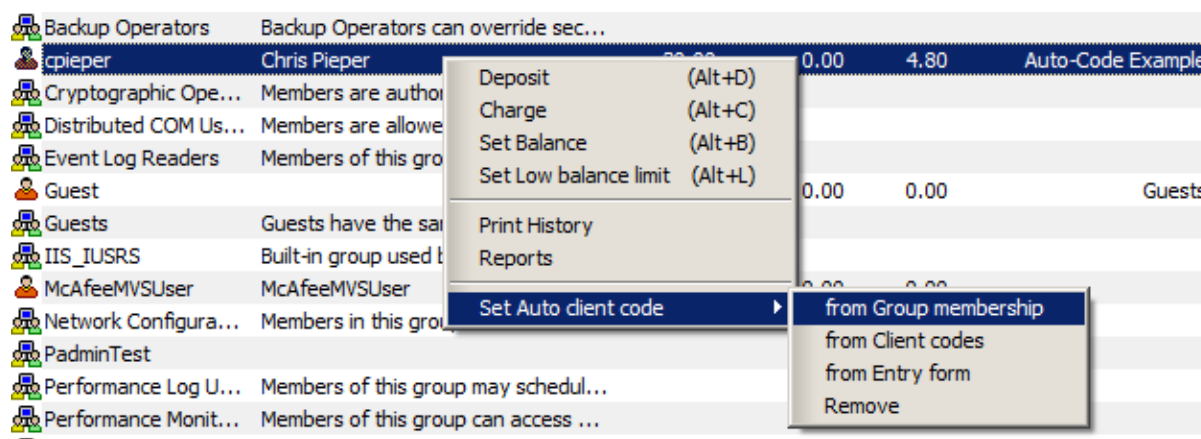 Backup Operators Backup Operators can override sec...
cpieper Chris Pieper 0.00 4.80 Auto-Code Example
Cryptographic Ope... Members are author
Distributed COM Us... Members are allowe
Event Log Readers Members of this gro
Guest 0.00 0.00 Guests
Guests Guests have the sa
IIS_IUSRS Built-in group used
McAfeeMVSUser McAfeeMVSUser 0.00 0.00
Network Configura... Members in this grou
PadminTest
Performance Log U... Members of this group may schedul...
Performance Monit... Members of this group can access ...
Deposit (Alt+D)
Charge (Alt+C)
Set Balance (Alt+B)
Set Low balance limit (Alt+L)
Print History
Reports
Set Auto client code
from Group membership
from Client codes
from Entry form
Remove